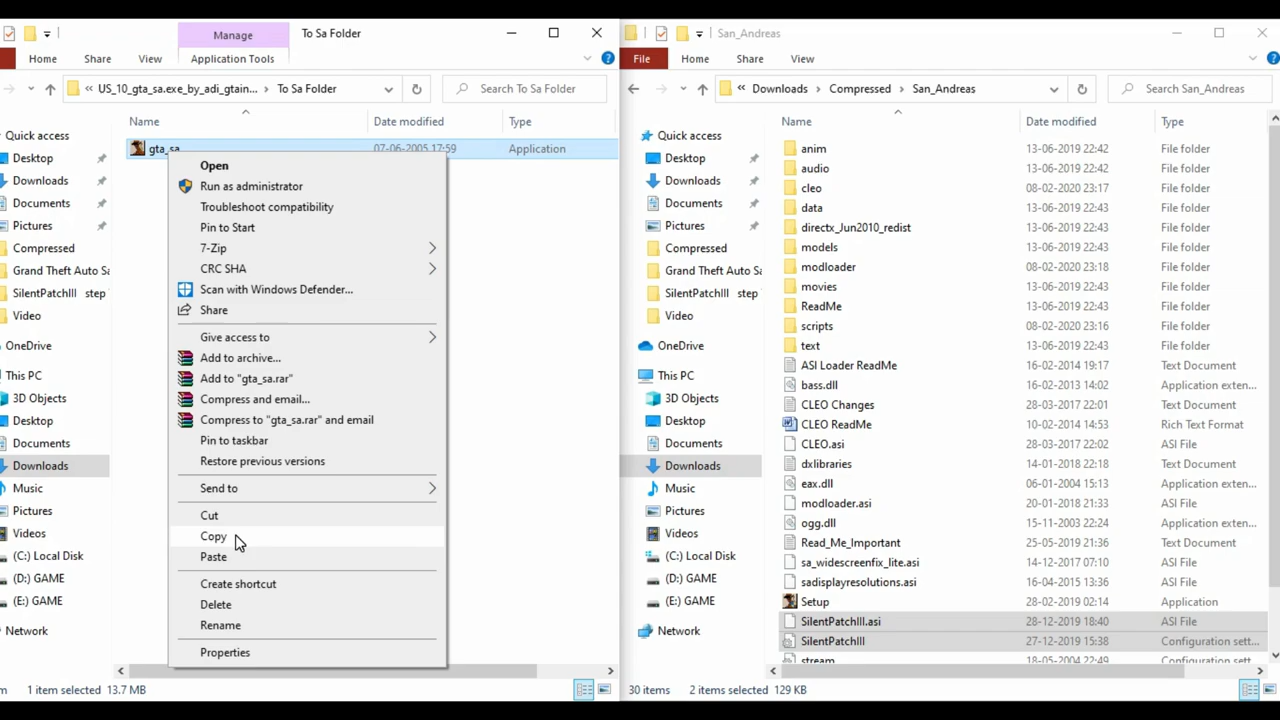 Manage
To Sa Folder
Home
Share
View
Application Tools
US_10_gta_sa.exe_by_adi_gtain...
To Sa Folder
Search To Sa Folder
Name
Date modified
Type
Quick access
gta_sa
07-06-2005 17:59
Application
Desktop
Downloads
Documents
Pictures
Compressed
Grand Theft Auto Sa
SilentPatchIII step
Video
OneDrive
This PC
3D Objects
Desktop
Documents
Downloads
Music
Pictures
Videos
(C:) Local Disk
(D:) GAME
(E:) GAME
Network
Open
Run as administrator
Troubleshoot compatibility
Pin to Start
7-Zip
CRC SHA
Scan with Windows Defender...
Share
Give access to
Add to archive...
Add to "gta_sa.rar"
Compress and email...
Compress to "gta_sa.rar" and email
Pin to taskbar
Restore previous versions
Send to
Cut
Copy
Paste
Create shortcut
Delete
Rename
Properties
1 item selected 13.7 MB
San_Andreas
File
Home
Share
View
Downloads
Compressed
San_Andreas
Search San_Andreas
Name
Date modified
Type
Quick access
Desktop
Downloads
Documents
Pictures
Compressed
Grand Theft Auto Sa
SilentPatchIII step
Video
OneDrive
This PC
3D Objects
Desktop
Documents
Downloads
Music
Pictures
Videos
(C:) Local Disk
(D:) GAME
(E:) GAME
Network
anim 13-06-2019 22:42 File folder
audio 13-06-2019 22:42 File folder
cleo 08-02-2020 23:17 File folder
data 13-06-2019 22:43 File folder
directx_Jun2010_redist 13-06-2019 22:43 File folder
models 13-06-2019 22:43 File folder
modloader 08-02-2020 23:18 File folder
movies 13-06-2019 22:43 File folder
ReadMe 13-06-2019 22:43 File folder
scripts 08-02-2020 23:16 File folder
text 13-06-2019 22:43 File folder
ASI Loader ReadMe 16-02-2014 19:17 Text Document
bass.dll 16-02-2013 14:02 Application exten...
CLEO Changes 28-03-2017 22:01 Text Document
CLEO ReadMe 10-02-2014 14:53 Rich Text Format
CLEO.asi 28-03-2017 22:02 ASI File
dxlibraries 14-01-2018 22:18 Text Document
eax.dll 06-01-2004 15:13 Application exten...
modloader.asi 20-01-2018 21:33 ASI File
ogg.dll 15-11-2003 22:24 Application exten...
Read_Me_Important 25-05-2019 21:36 Text Document
sa_widescreenfix_lite.asi 14-12-2017 07:10 ASI File
sadisplayresolutions.asi 16-04-2015 13:36 ASI File
Setup 28-02-2019 02:14 Application
SilentPatchIII.asi 28-12-2019 18:40 ASI File
SilentPatchIII 27-12-2019 15:38 Configuration sett...
stream 18-05-2004 22:49 Configuration sett...
30 items 2 items selected 129 KB